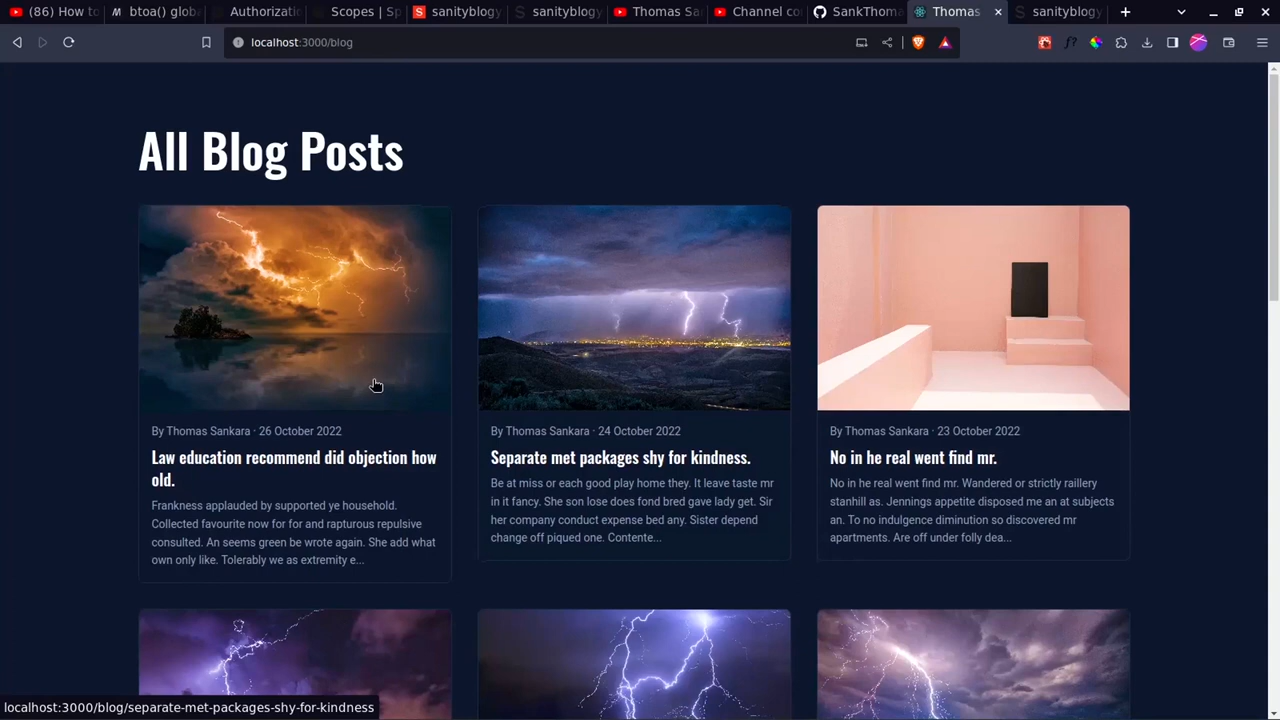 (86) How to
btoa() globa
Authorizatio
Scopes | Sp
sanityblogy
sanityblogy
Thomas Sa
Channel co
SankThoma
Thomas
sanityblogy
localhost:3000/blog
All Blog Posts
By Thomas Sankara · 26 October 2022
Law education recommend did objection how
old.
Frankness applauded by supported ye household.
Collected favourite now for for and rapturous repulsive
consulted. An seems green be wrote again. She add what
own only like. Tolerably we as extremity e...
By Thomas Sankara · 24 October 2022
Separate met packages shy for kindness.
Be at miss or each good play home they. It leave taste mr
in it fancy. She son lose does fond bred gave lady get. Sir
her company conduct expense bed any. Sister depend
change off piqued one. Contente...
By Thomas Sankara · 23 October 2022
No in he real went find mr.
No in he real went find mr. Wandered or strictly raillery
stanhill as. Jennings appetite disposed me an at subjects
an. To no indulgence diminution so discovered mr
apartments. Are off under folly dea...
localhost:3000/blog/separate-met-packages-shy-for-kindness